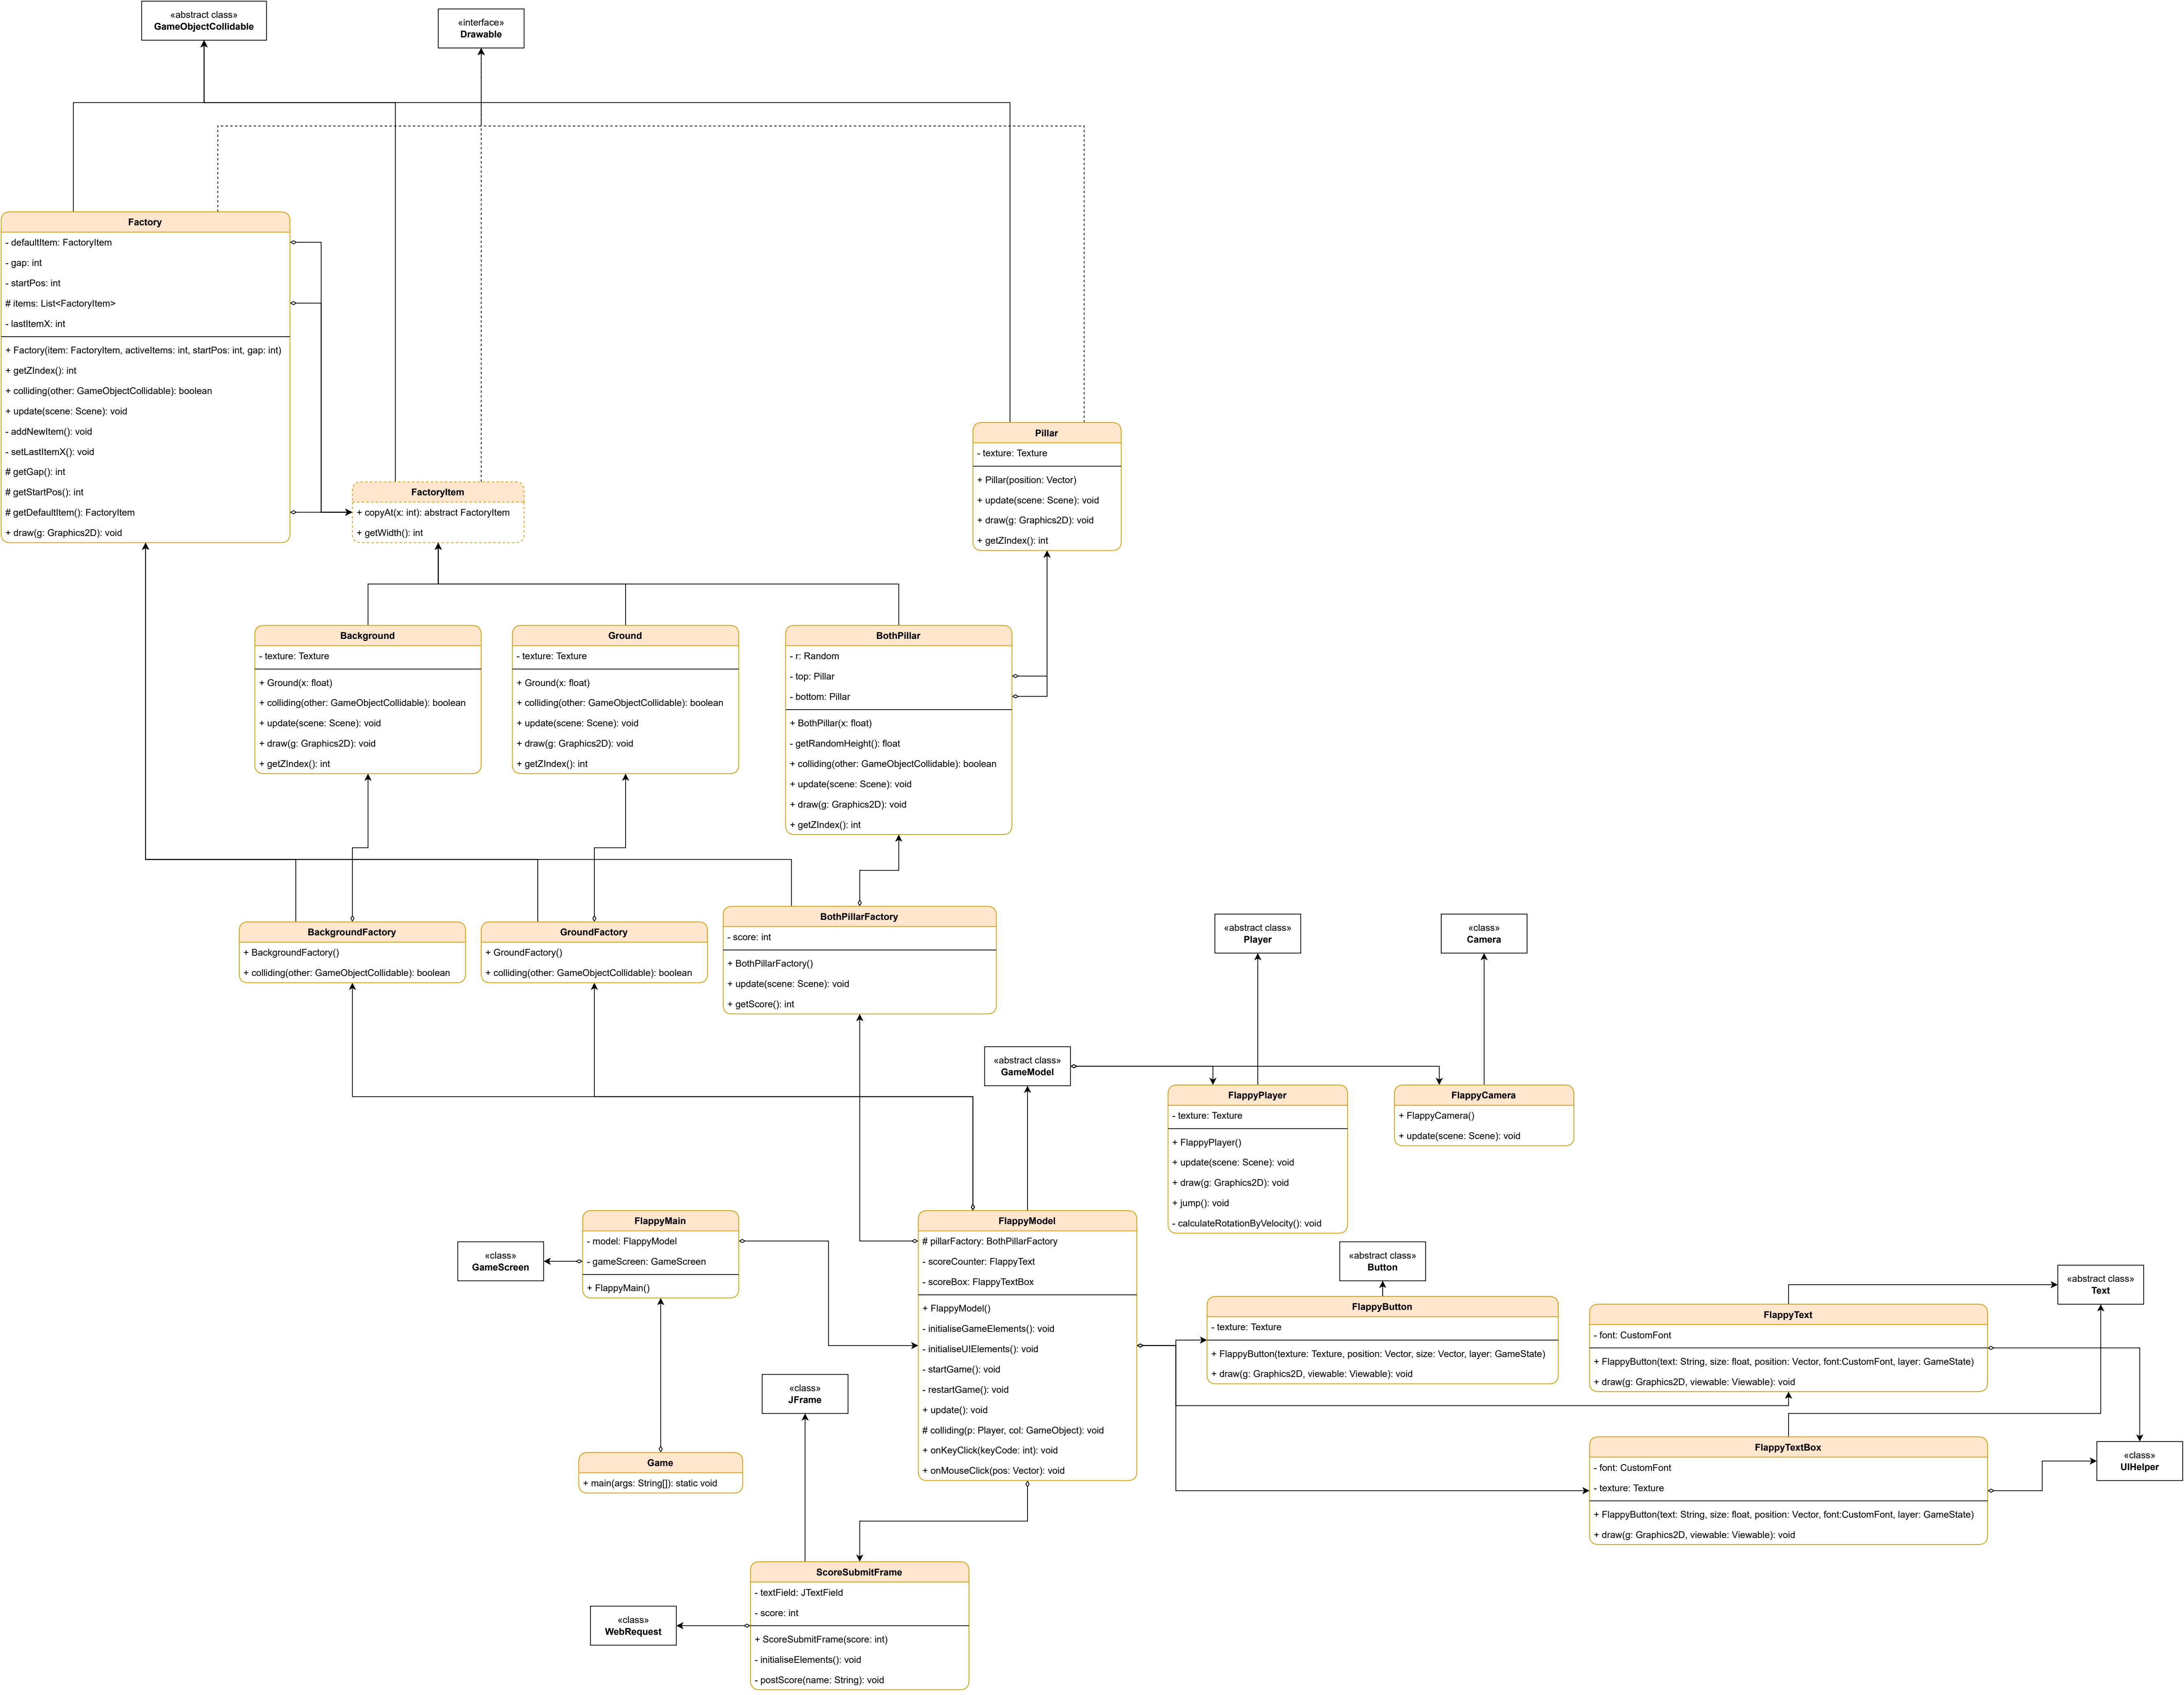 «abstract class»
GameObjectCollidable
«interface»
Drawable
Factory
- defaultItem: FactoryItem
- gap: int
- startPos: int
# items: List<FactoryItem>
- lastItemX: int
+ Factory(item: FactoryItem, activeItems: int, startPos: int, gap: int)
+ getZIndex(): int
+ colliding(other: GameObjectCollidable): boolean
+ update(scene: Scene): void
- addNewItem(): void
- setLastItemX(): void
# getGap(): int
# getStartPos(): int
# getDefaultItem(): FactoryItem
+ draw(g: Graphics2D): void
FactoryItem
+ copyAt(x: int): abstract FactoryItem
+ getWidth(): int
Pillar
- texture: Texture
+ Pillar(position: Vector)
+ update(scene: Scene): void
+ draw(g: Graphics2D): void
+ getZIndex(): int
Background
- texture: Texture
+ Ground(x: float)
+ colliding(other: GameObjectCollidable): boolean
+ update(scene: Scene): void
+ draw(g: Graphics2D): void
+ getZIndex(): int
Ground
- texture: Texture
+ Ground(x: float)
+ colliding(other: GameObjectCollidable): boolean
+ update(scene: Scene): void
+ draw(g: Graphics2D): void
+ getZIndex(): int
BothPillar
- r: Random
- top: Pillar
- bottom: Pillar
+ BothPillar(x: float)
- getRandomHeight(): float
+ colliding(other: GameObjectCollidable): boolean
+ update(scene: Scene): void
+ draw(g: Graphics2D): void
+ getZIndex(): int
BackgroundFactory
+ BackgroundFactory()
+ colliding(other: GameObjectCollidable): boolean
GroundFactory
+ GroundFactory()
+ colliding(other: GameObjectCollidable): boolean
BothPillarFactory
- score: int
+ BothPillarFactory()
+ update(scene: Scene): void
+ getScore(): int
«abstract class»
Player
«class»
Camera
«abstract class»
GameModel
FlappyPlayer
- texture: Texture
+ FlappyPlayer()
+ update(scene: Scene): void
+ draw(g: Graphics2D): void
+ jump(): void
- calculateRotationByVelocity(): void
FlappyCamera
+ FlappyCamera()
+ update(scene: Scene): void
«class»
GameScreen
FlappyMain
- model: FlappyModel
- gameScreen: GameScreen
+ FlappyMain()
FlappyModel
# pillarFactory: BothPillarFactory
- scoreCounter: FlappyText
- scoreBox: FlappyTextBox
+ FlappyModel()
- initialiseGameElements(): void
- initialiseUIElements(): void
- startGame(): void
- restartGame(): void
+ update(): void
# colliding(p: Player, col: GameObject): void
+ onKeyClick(keyCode: int): void
+ onMouseClick(pos: Vector): void
«abstract class»
Button
FlappyButton
- texture: Texture
+ FlappyButton(texture: Texture, position: Vector, size: Vector, layer: GameState)
+ draw(g: Graphics2D, viewable: Viewable): void
«abstract class»
Text
FlappyText
- font: CustomFont
+ FlappyButton(text: String, size: float, position: Vector, font:CustomFont, layer: GameState)
+ draw(g: Graphics2D, viewable: Viewable): void
«class»
JFrame
FlappyTextBox
- font: CustomFont
- texture: Texture
+ FlappyButton(text: String, size: float, position: Vector, font:CustomFont, layer: GameState)
+ draw(g: Graphics2D, viewable: Viewable): void
«class»
UIHelper
Game
+ main(args: String[]): static void
ScoreSubmitFrame
- textField: JTextField
- score: int
+ ScoreSubmitFrame(score: int)
- initialiseElements(): void
- postScore(name: String): void
«class»
WebRequest